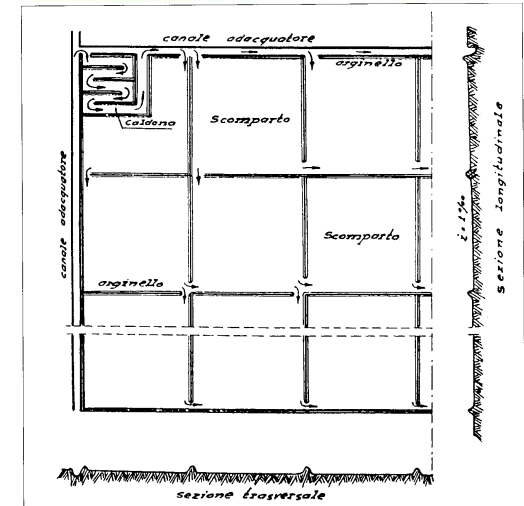 canale adacquatore
arginello
caldana
Scomparto
canale adacquatore
Scomparto
arginello
i = 1‰
sezione longitudinale
sezione trasversale